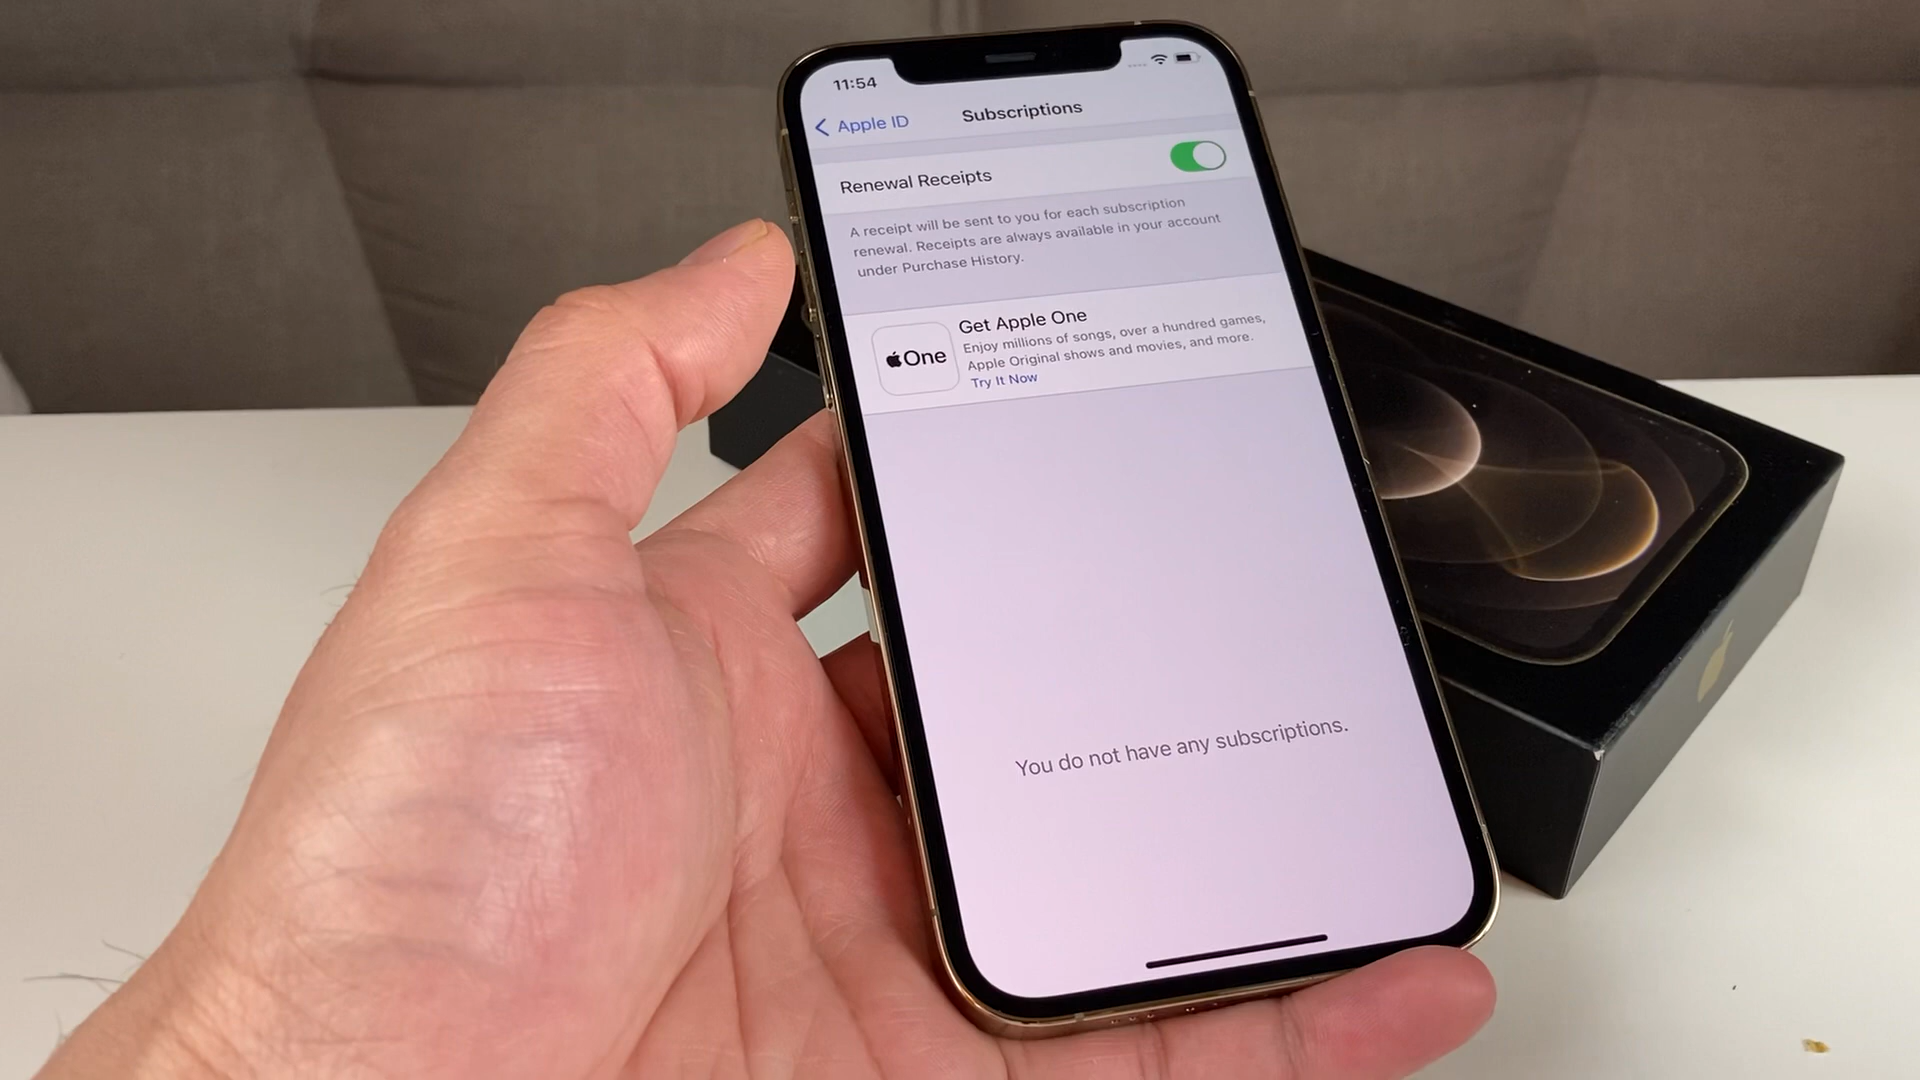 11:54
Apple ID
Subscriptions
Renewal Receipts
A receipt will be sent to you for each subscription
renewal. Receipts are always available in your account
under Purchase History.
One
Get Apple One
Enjoy millions of songs, over a hundred games,
Apple Original shows and movies, and more.
Try It Now
You do not have any subscriptions.